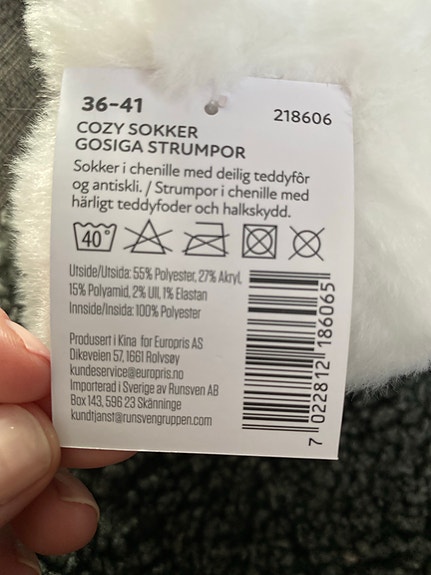 36-41
218606
COZY SOKKER
GOSIGA STRUMPOR
Sokker i chenille med deilig teddyfôr
og antiskli. / Strumpor i chenille med
härligt teddyfoder och halkskydd.
40°
Utside/Utsida: 55% Polyester, 27% Akryl,
15% Polyamid, 2% Ull, 1% Elastan
Innside/Insida: 100% Polyester
Produsert i Kina for Europris AS
Dikeveien 57, 1661 Rolvsøy
kundeservice@europris.no
Importerad i Sverige av Runsven AB
Box 143, 596 23 Skänninge
kundtjanst@runsvengruppen.com
7 022812 186065